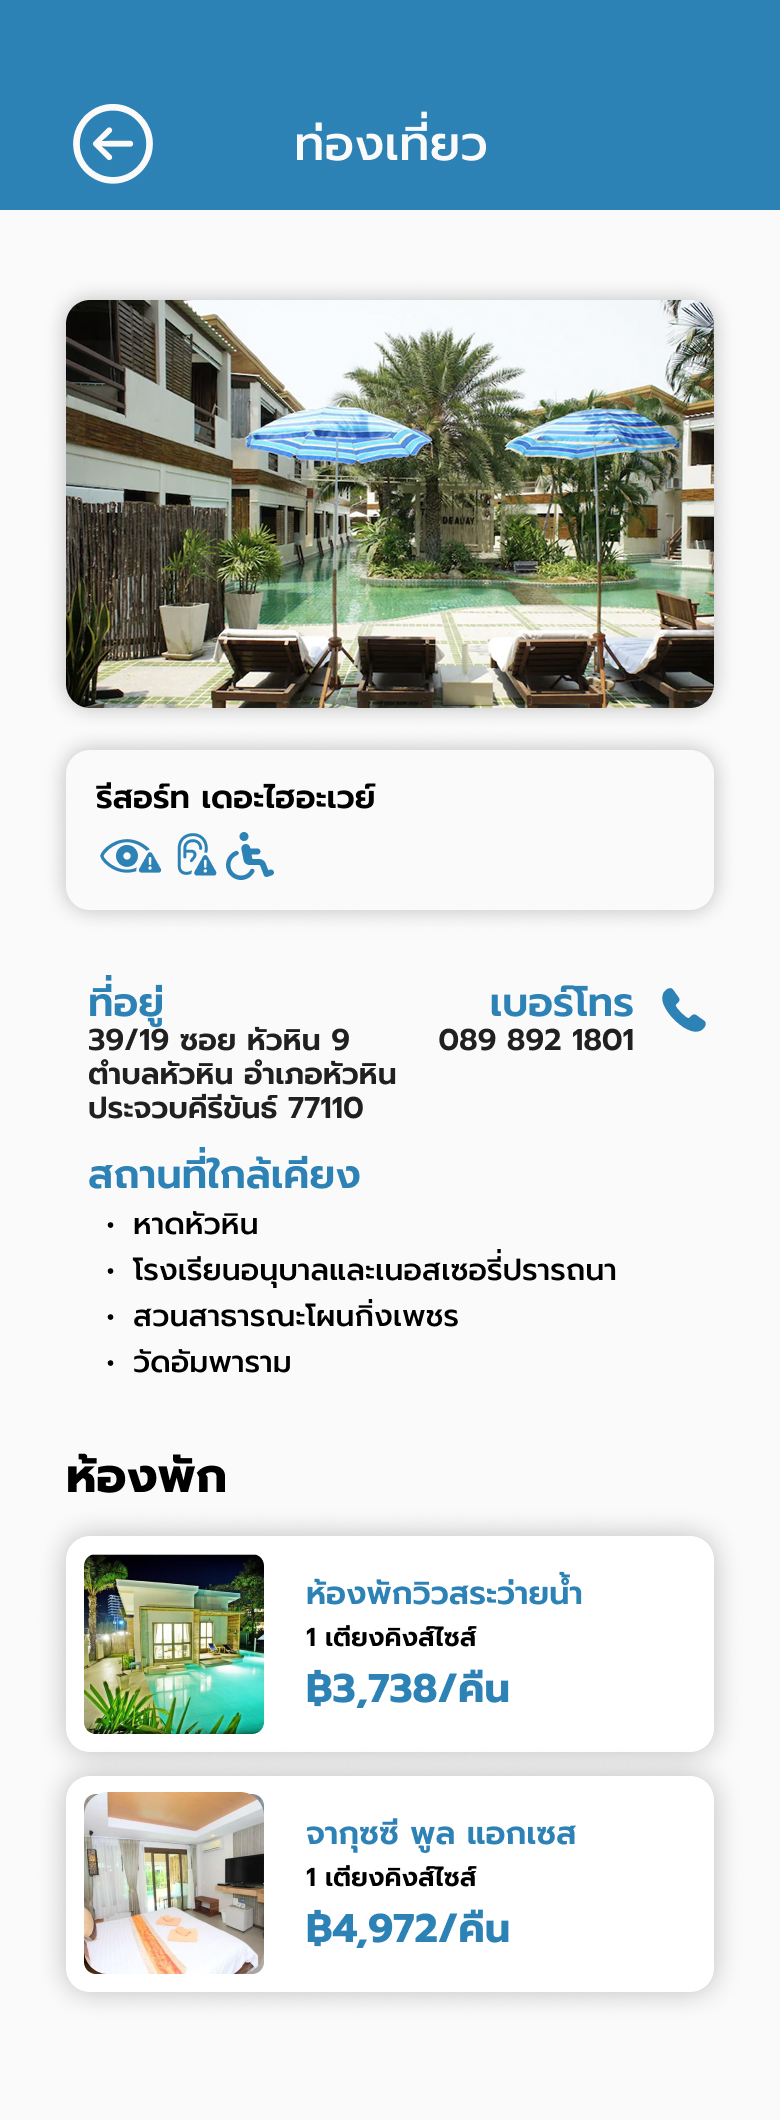 ท่องเที่ยว
รีสอร์ท เดอะไฮอะเวย์
ที่อยู่
39/19 ซอย หัวหิน 9
ตำบลหัวหิน อำเภอหัวหิน
ประจวบคีรีขันธ์ 77110
เบอร์โทร
089 892 1801
สถานที่ใกล้เคียง
• หาดหัวหิน
• โรงเรียนอนุบาลและเนอสเซอรี่ปรารถนา
• สวนสาธารณะโผนกิ่งเพชร
• วัดอัมพาราม
ห้องพัก
ห้องพักวิวสระว่ายน้ำ
1 เตียงคิงส์ไซส์
฿3,738/คืน
จากุซซี พูล แอกเซส
1 เตียงคิงส์ไซส์
฿4,972/คืน